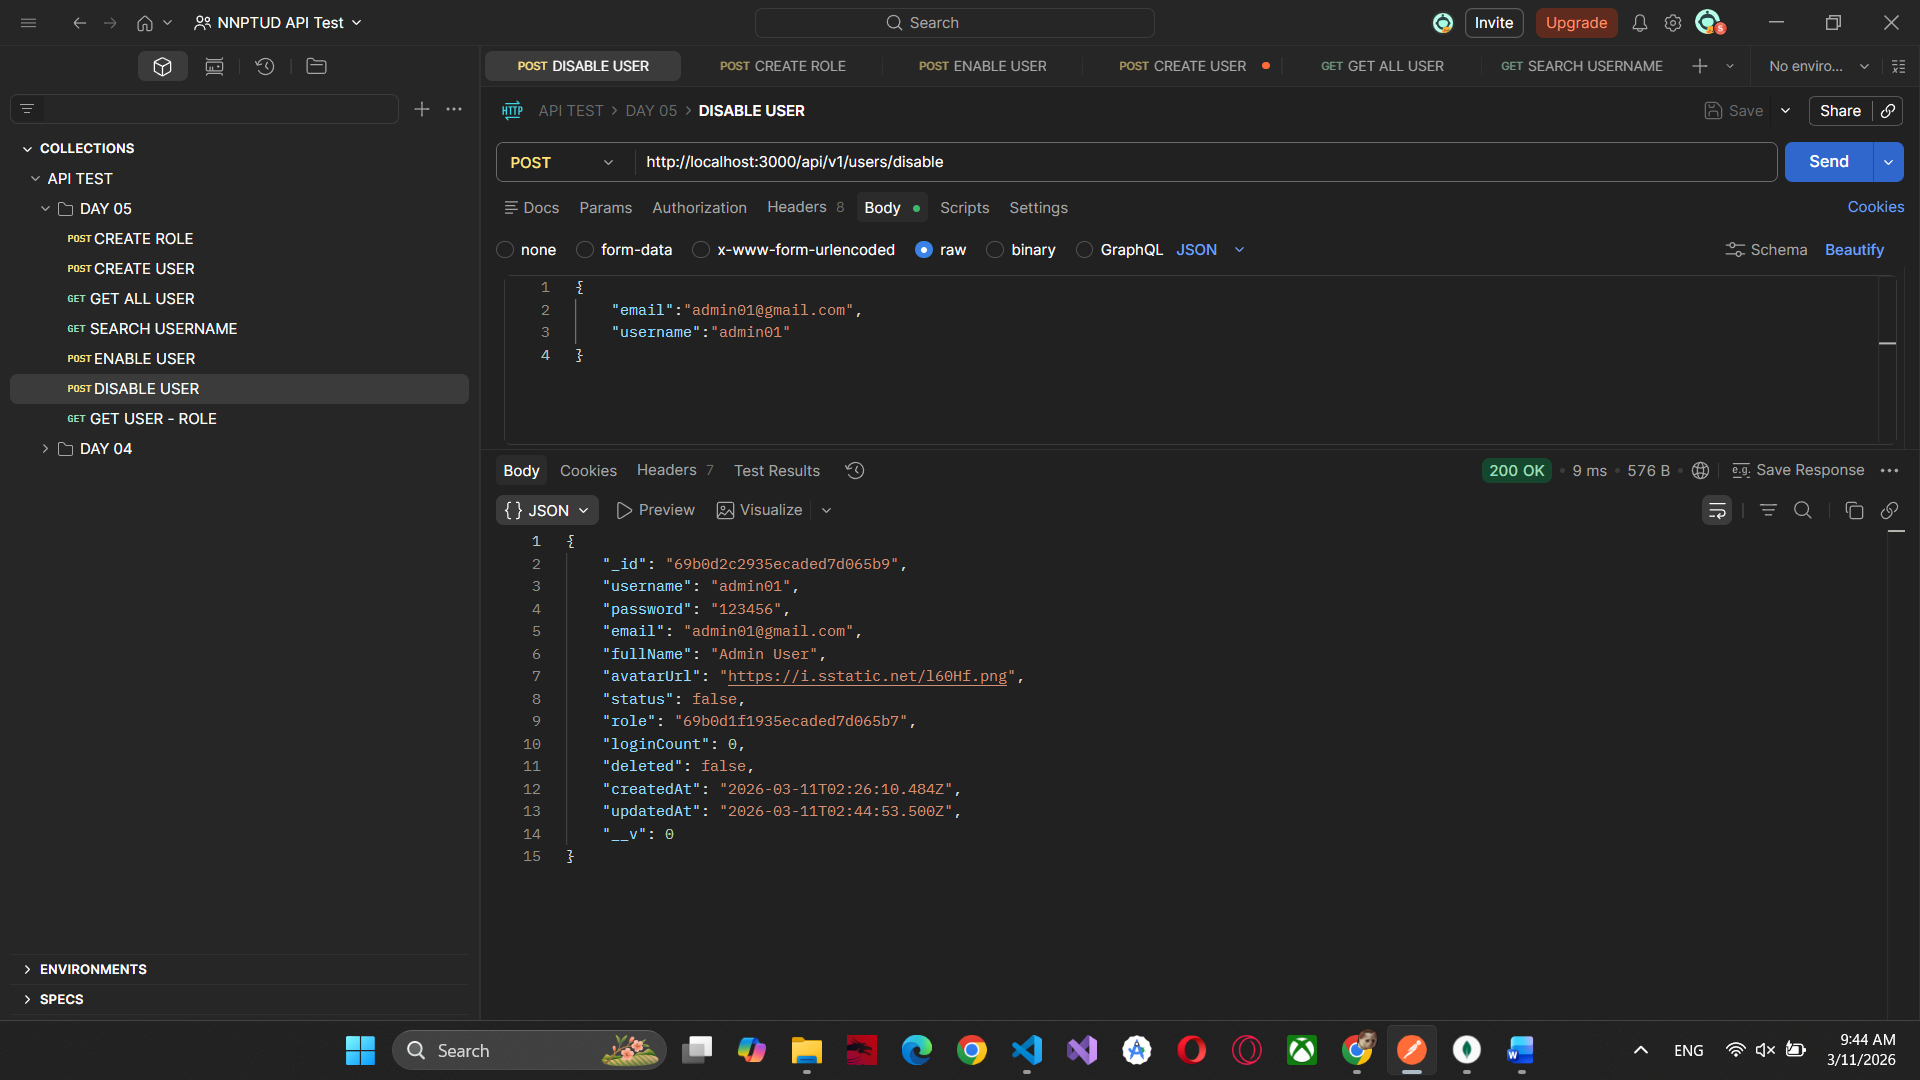 NNPTUD API Test
Search
Invite
Upgrade
POST DISABLE USER
POST CREATE ROLE
POST ENABLE USER
POST CREATE USER
GET GET ALL USER
GET SEARCH USERNAME
No enviro...
HTTP API TEST > DAY 05 > DISABLE USER
Save
Share
COLLECTIONS
API TEST
DAY 05
POST CREATE ROLE
POST CREATE USER
GET GET ALL USER
GET SEARCH USERNAME
POST ENABLE USER
POST DISABLE USER
GET GET USER - ROLE
DAY 04
ENVIRONMENTS
SPECS
POST
http://localhost:3000/api/v1/users/disable
Send
Docs
Params
Authorization
Headers 8
Body
Scripts
Settings
Cookies
none
form-data
x-www-form-urlencoded
raw
binary
GraphQL
JSON
Schema
Beautify
1 {
2 "email":"admin01@gmail.com",
3 "username":"admin01"
4 }
Body
Cookies
Headers 7
Test Results
200 OK • 9 ms • 576 B
e.g. Save Response
{} JSON
Preview
Visualize
1 {
2 "_id": "69b0d2c2935ecaded7d065b9",
3 "username": "admin01",
4 "password": "123456",
5 "email": "admin01@gmail.com",
6 "fullName": "Admin User",
7 "avatarUrl": "https://i.sstatic.net/l60Hf.png",
8 "status": false,
9 "role": "69b0d1f1935ecaded7d065b7",
10 "loginCount": 0,
11 "deleted": false,
12 "createdAt": "2026-03-11T02:26:10.484Z",
13 "updatedAt": "2026-03-11T02:44:53.500Z",
14 "__v": 0
15 }
Search
ENG
9:44 AM
3/11/2026